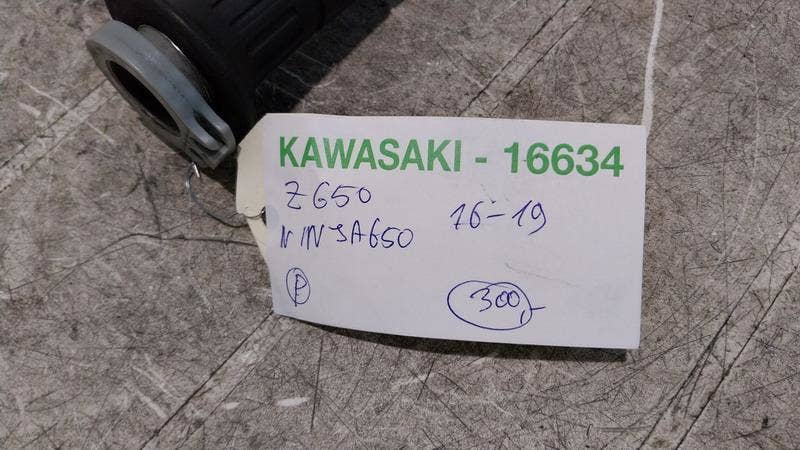 KAWASAKI - 16634
Z650
NINJA650 16-19
P
300,-